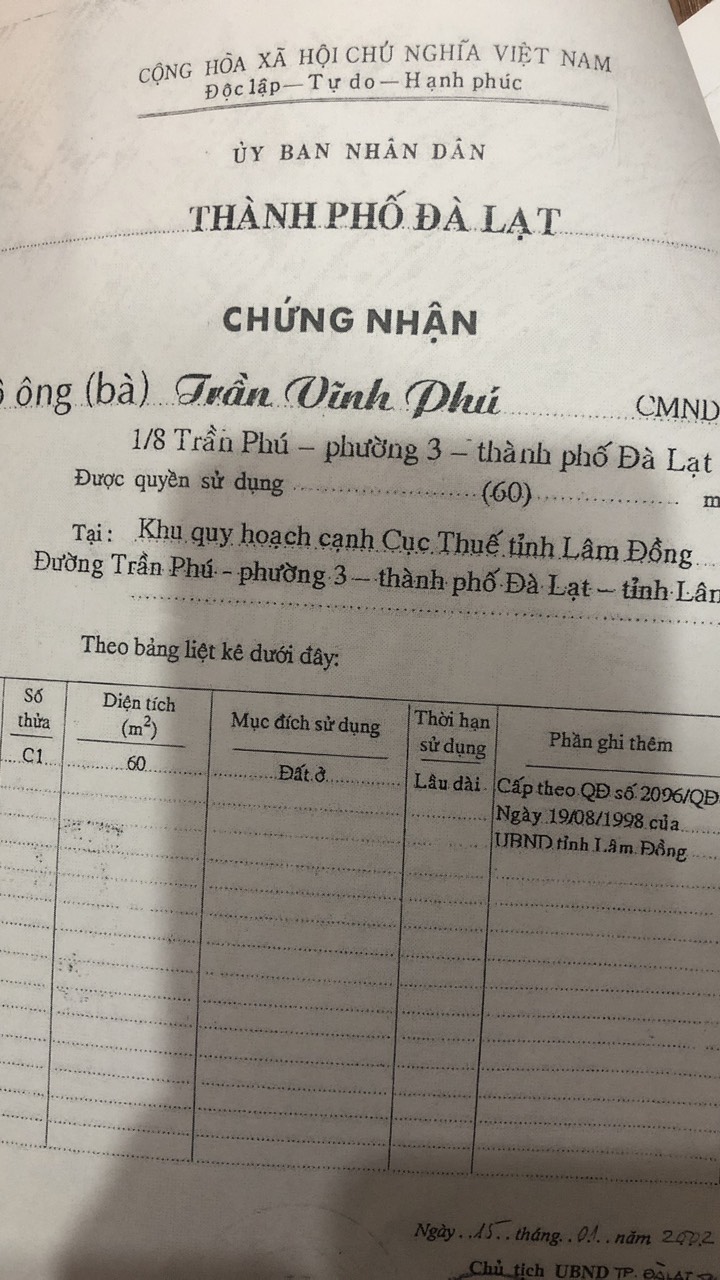 CỘNG HÒA XÃ HỘI CHỦ NGHĨA VIỆT NAM
Độc lập — Tự do — Hạnh phúc
ỦY BAN NHÂN DÂN
THÀNH PHỐ ĐÀ LẠT
CHỨNG NHẬN
ông (bà) Trần Vĩnh Phú CMND
1/8 Trần Phú – phường 3 – thành phố Đà Lạt
Được quyền sử dụng (60) m
Tại: Khu quy hoạch cạnh Cục Thuế tỉnh Lâm Đồng
Đường Trần Phú - phường 3 – thành phố Đà Lạt – tỉnh Lâm
Theo bảng liệt kê dưới đây:
Số thửa Diện tích (m²) Mục đích sử dụng Thời hạn sử dụng Phần ghi thêm
C1 60 Đất ở Lâu dài Cấp theo QĐ số 2096/QĐ
Ngày 19/08/1998 của
UBND tỉnh Lâm Đồng
Ngày 15 tháng 01 năm 2002
Chủ tịch UBND TP. ĐÀ LẠT